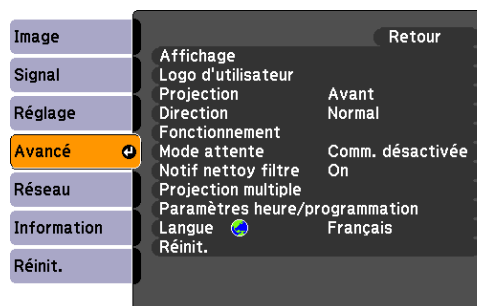 Image
Signal
Réglage
Avancé
Réseau
Information
Réinit.
Retour
Affichage
Logo d'utilisateur
Projection Avant
Direction Normal
Fonctionnement
Mode attente Comm. désactivée
Notif nettoy filtre On
Projection multiple
Paramètres heure/programmation
Langue Français
Réinit.